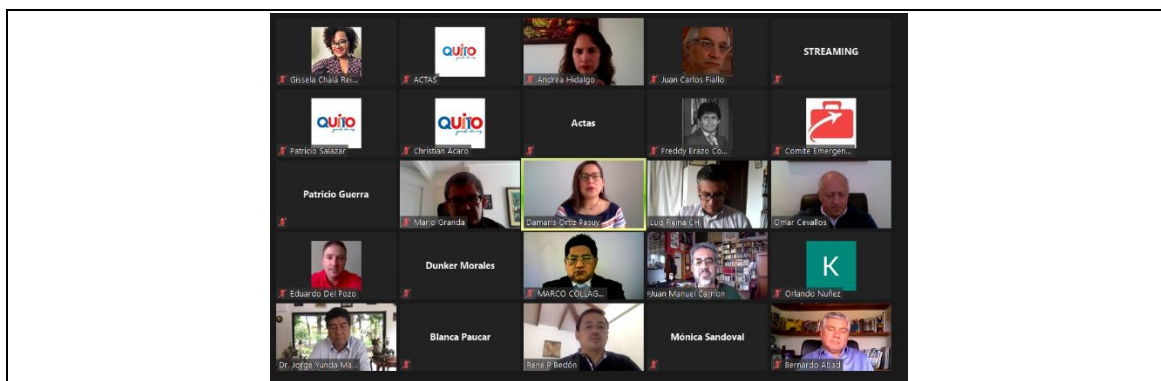 QUITO
STREAMING
Gissela Chalá Rei...
ACTAS
Andrea Hidalgo
Juan Carlos Fiallo
QUITO
QUITO
Actas
Patricio Salazar
Christian Acaro
Freddy Erazo Co...
Comite Emergen...
Patricio Guerra
Mario Granda
Damaris Ortiz Pasuy...
Luis Reina CH.
Omar Cevallos
Dunker Morales
K
Eduardo Del Pozo
MARCO COLLAG...
Juan Manuel Carrion
Orlando Nuñez
Blanca Paucar
Mónica Sandoval
Dr. Jorge Yunda Ma...
Rene P Bedón
Bernardo Abad